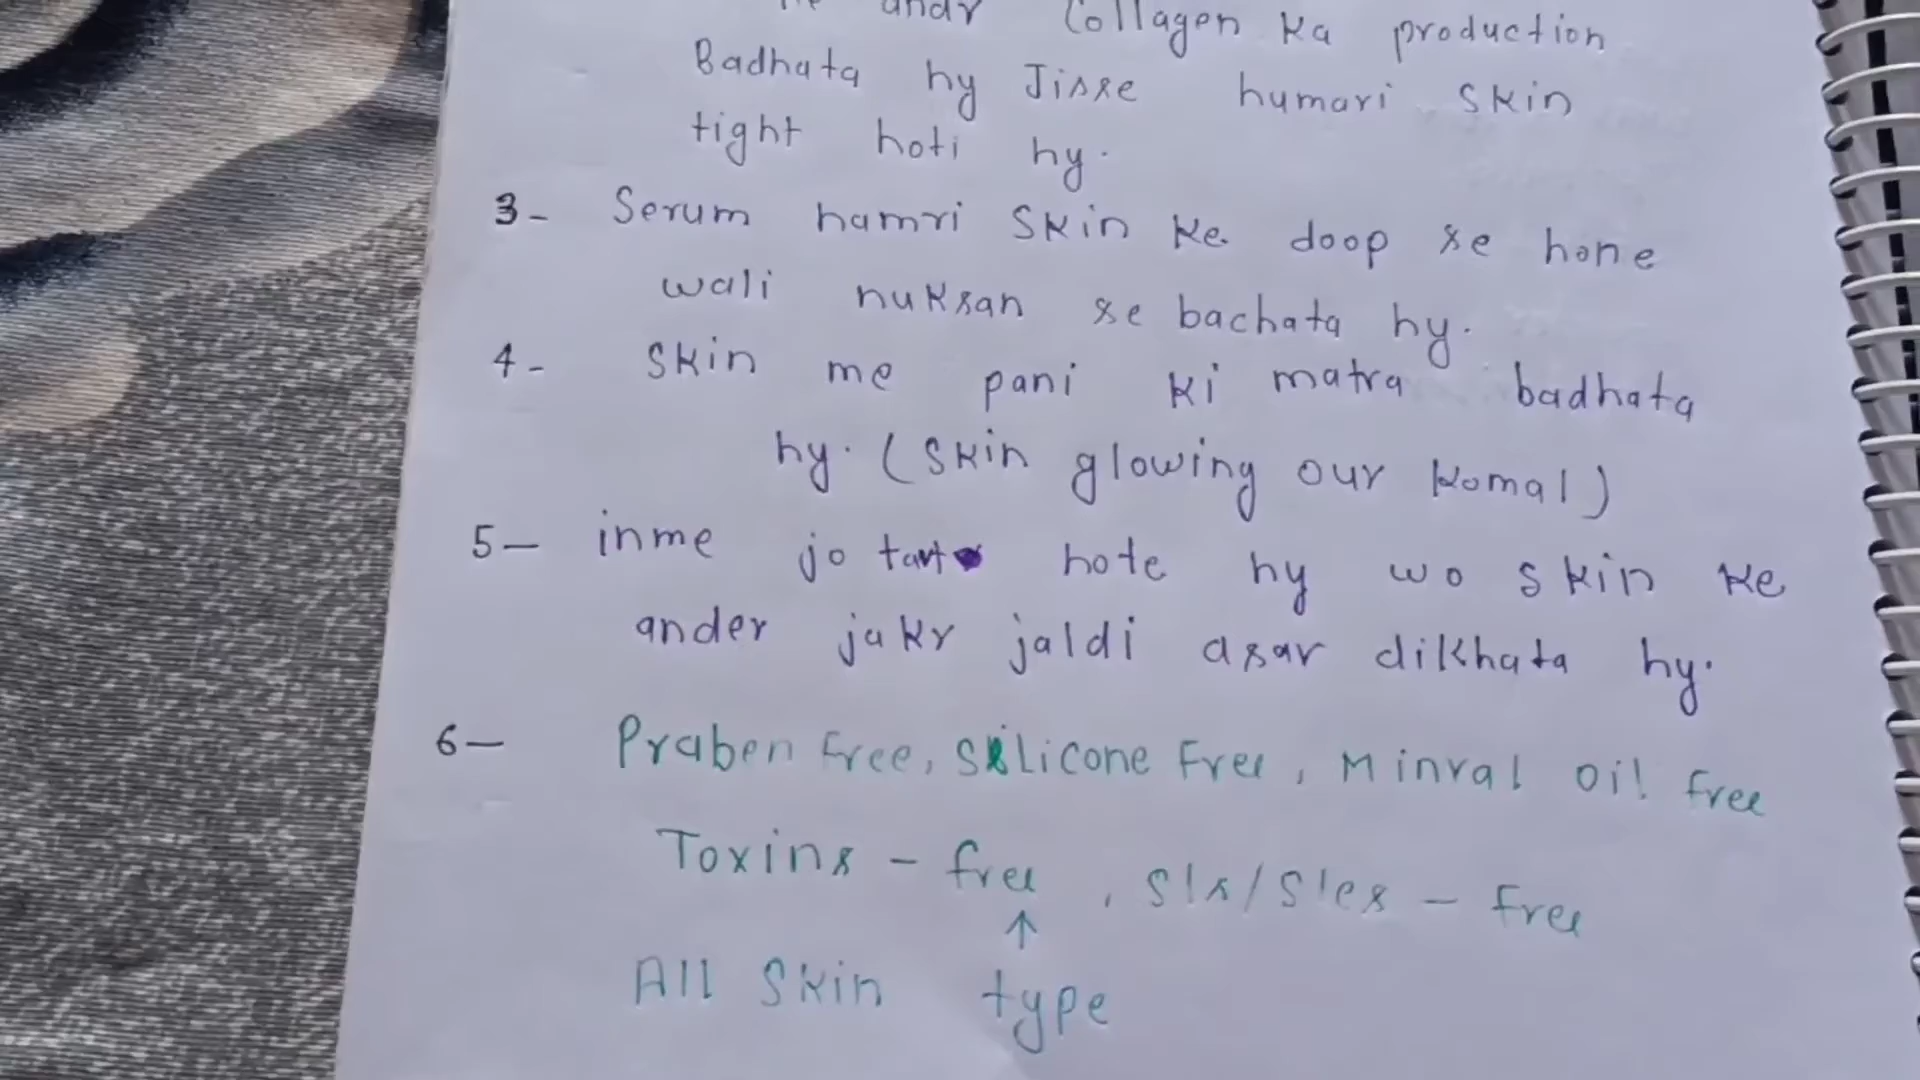 andr Collagen Ka production
Badhata hy Jisse humari skin
tight hoti hy.
3- Serum hamri Skin Ke doop se hone
wali nuksan se bachata hy.
4- Skin me pani ki matra badhata
hy. (Skin glowing our Komal)
5- inme jo tatv hote hy wo skin ke
ander jakr jaldi asar dikhata hy.
6- Praben free, Silicone Free, Minral oil free
Toxins - free, Sls/Sles - Free
↑
All Skin type